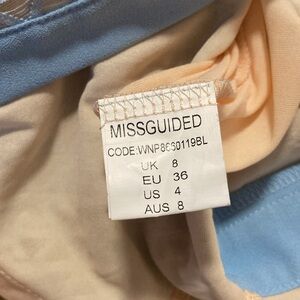 MISSGUIDED
CODE:WNP8650119BL
UK 8
EU 36
US 4
AUS 8